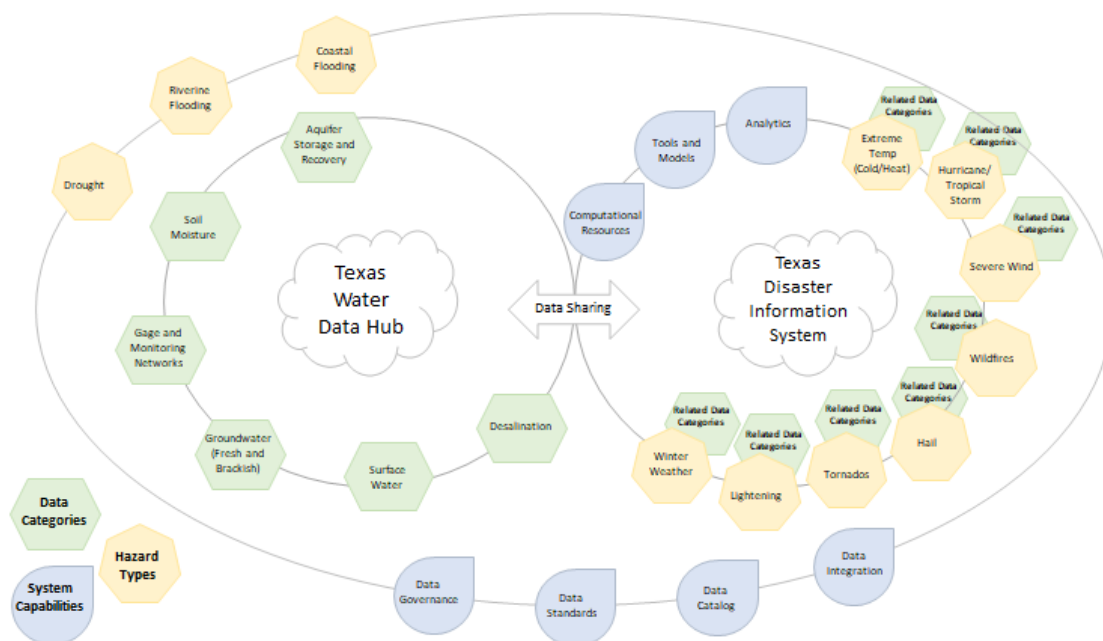 Coastal
Flooding
Riverine
Flooding
Drought
Aquifer
Storage and
Recovery
Soil
Moisture
Gage and
Monitoring
Networks
Groundwater
(Fresh and
Brackish)
Surface
Water
Desalination
Texas
Water
Data Hub
Data Sharing
Computational
Resources
Tools and
Models
Analytics
Related Data
Categories
Extreme
Temp
(Cold/Heat)
Related Data
Categories
Hurricane/
Tropical
Storm
Related Data
Categories
Severe Wind
Related Data
Categories
Wildfires
Related Data
Categories
Hail
Related Data
Categories
Tornados
Related Data
Categories
Lightening
Related Data
Categories
Winter
Weather
Texas
Disaster
Information
System
Data
Governance
Data
Standards
Data
Catalog
Data
Integration
Data
Categories
Hazard
Types
System
Capabilities